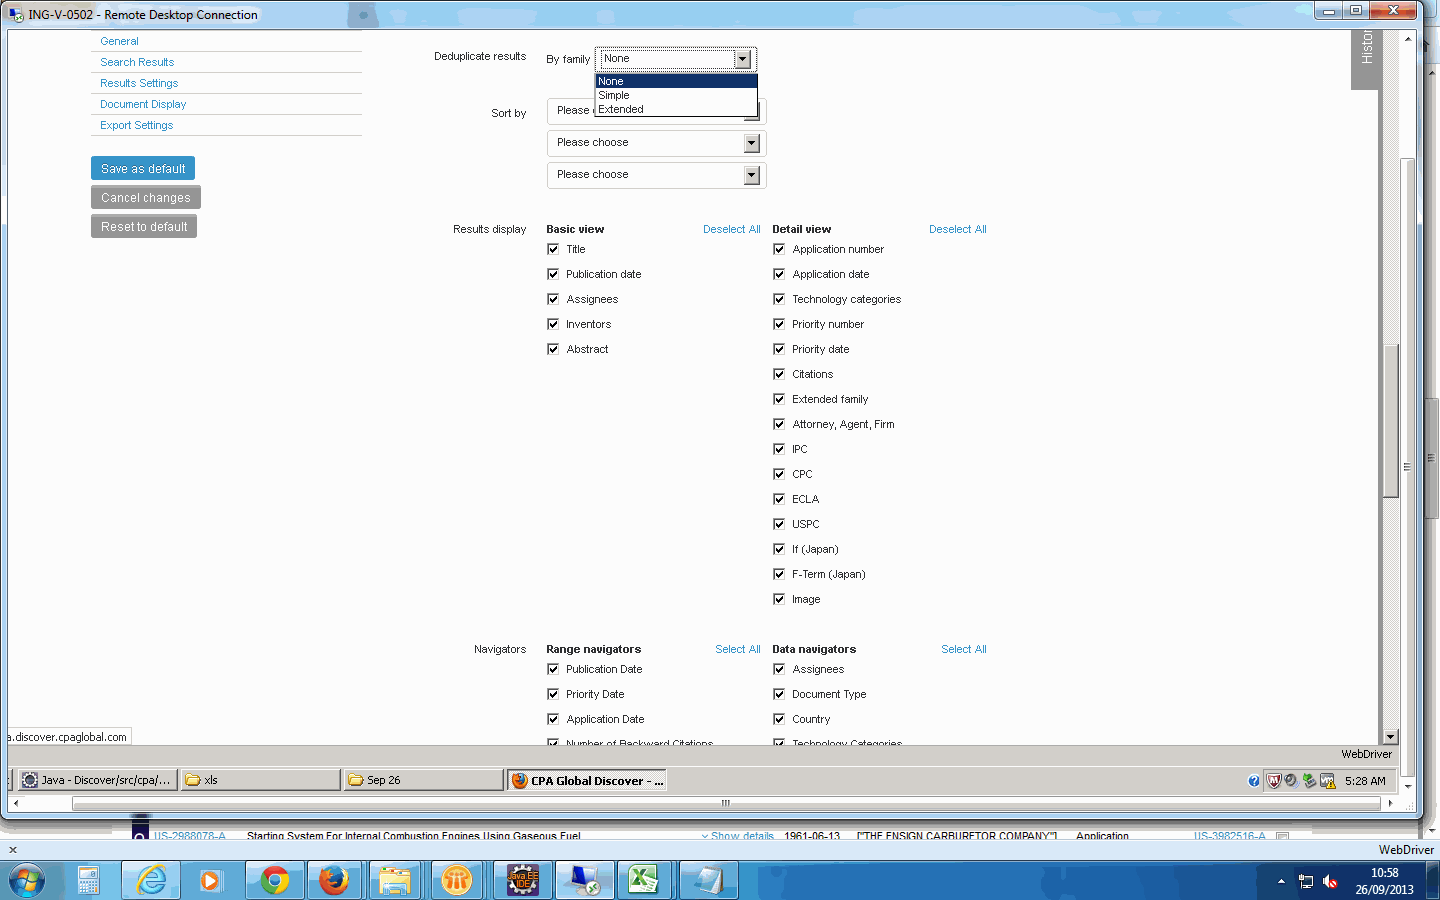 ING-V-0502 - Remote Desktop Connection
General
Search Results
Results Settings
Document Display
Export Settings
Save as default
Cancel changes
Reset to default
Deduplicate results
By family
None
None
Simple
Extended
Sort by
Please
Please choose
Please choose
Results display
Basic view
Deselect All
Title
Publication date
Assignees
Inventors
Abstract
Detail view
Deselect All
Application number
Application date
Technology categories
Priority number
Priority date
Citations
Extended family
Attorney, Agent, Firm
IPC
CPC
ECLA
USPC
If (Japan)
F-Term (Japan)
Image
Navigators
Range navigators
Select All
Publication Date
Priority Date
Application Date
Number of Backward Citations
Data navigators
Select All
Assignees
Document Type
Country
Technology Categories
Histor
a.discover.cpaglobal.com
WebDriver
Java - Discover/src/cpa/...
xls
Sep 26
CPA Global Discover - ...
5:28 AM
US-2988078-A Starting System For Internal Combustion Engines Using Gaseous Fuel Show details 1961-06-13 ["THE ENSIGN CARBURETOR COMPANY"] Application US-3982516-A
WebDriver
Java EE
IDE
10:58
26/09/2013